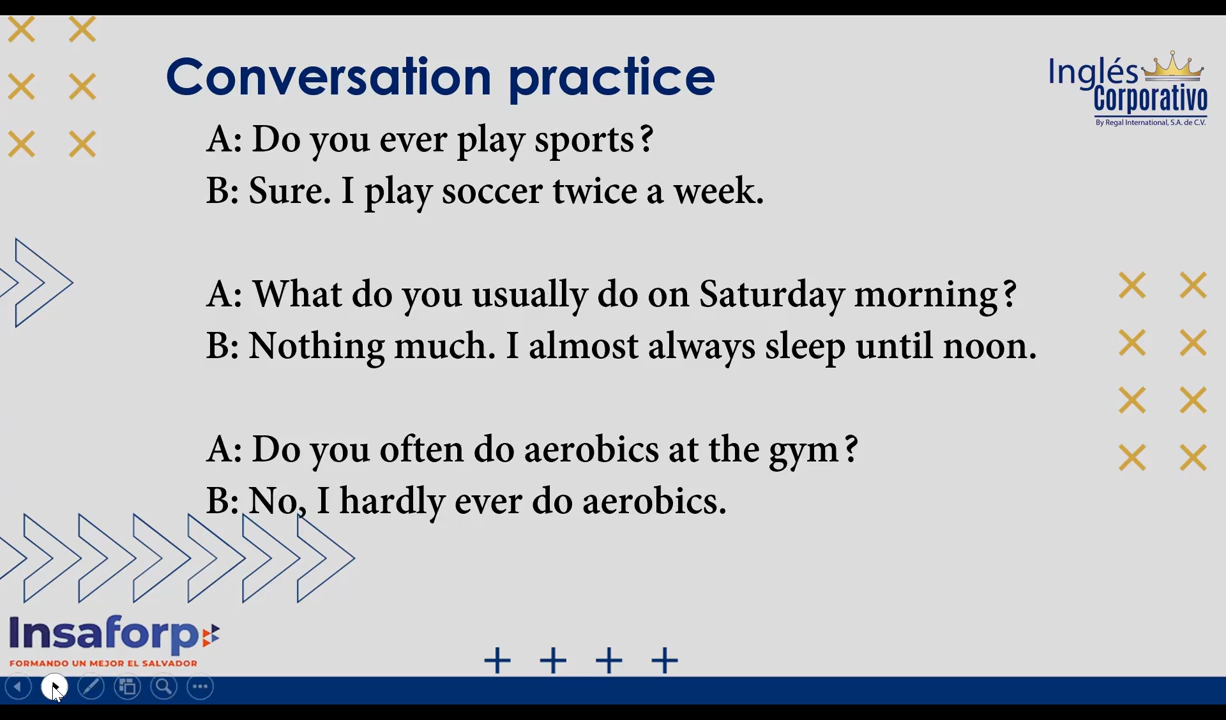 Conversation practice
Inglés
Corporativo
By Regal International, S.A. de C.V.
A: Do you ever play sports?
B: Sure. I play soccer twice a week.
A: What do you usually do on Saturday morning?
B: Nothing much. I almost always sleep until noon.
A: Do you often do aerobics at the gym?
B: No, I hardly ever do aerobics.
Insaforp
FORMANDO UN MEJOR EL SALVADOR